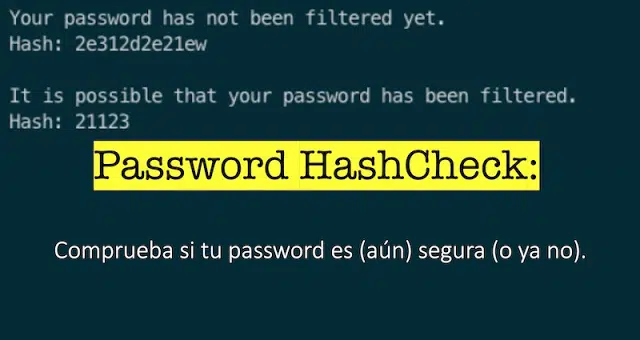 Your password has not been filtered yet.
Hash: 2e312d2e21ew
It is possible that your password has been filtered.
Hash: 21123
Password HashCheck:
Comprueba si tu password es (aún) segura (o ya no).